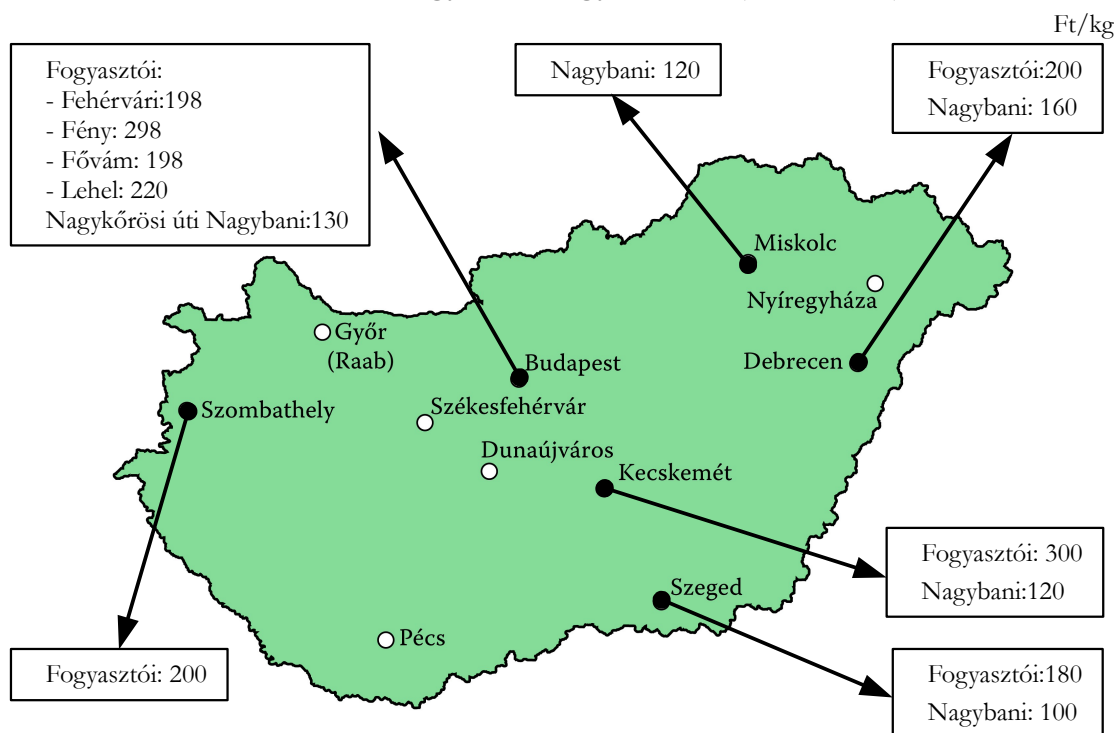 Ft/kg
Fogyasztói:
- Fehérvári:198
- Fény: 298
- Fővám: 198
- Lehel: 220
Nagykőrösi úti Nagybani:130
Nagybani: 120
Fogyasztói:200
Nagybani: 160
Miskolc
Nyíregyháza
Győr
(Raab)
Budapest
Debrecen
Szombathely
Székesfehérvár
Dunaújváros
Kecskemét
Fogyasztói: 300
Nagybani:120
Szeged
Pécs
Fogyasztói: 200
Fogyasztói:180
Nagybani: 100